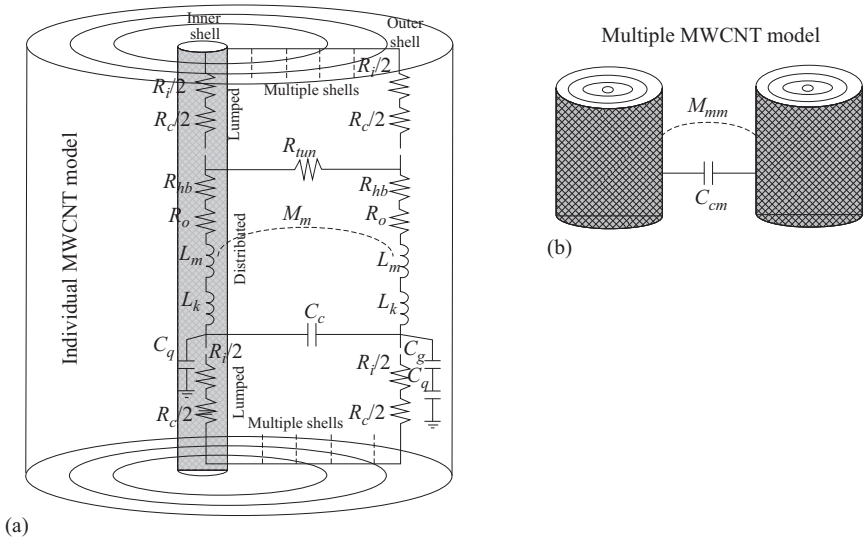 Inner
shell
Outer
shell
R_i/2
Multiple shells
R_i/2
R_c/2
Lumped
R_c/2
R_tun
R_hb
R_hb
R_o
R_o
M_m
Distributed
L_m
L_m
L_k
L_k
C_c
C_q
R_i/2
C_g
R_i/2
C_q
Lumped
R_c/2
R_c/2
Multiple shells
Individual MWCNT model
(a)
Multiple MWCNT model
M_mm
C_cm
(b)